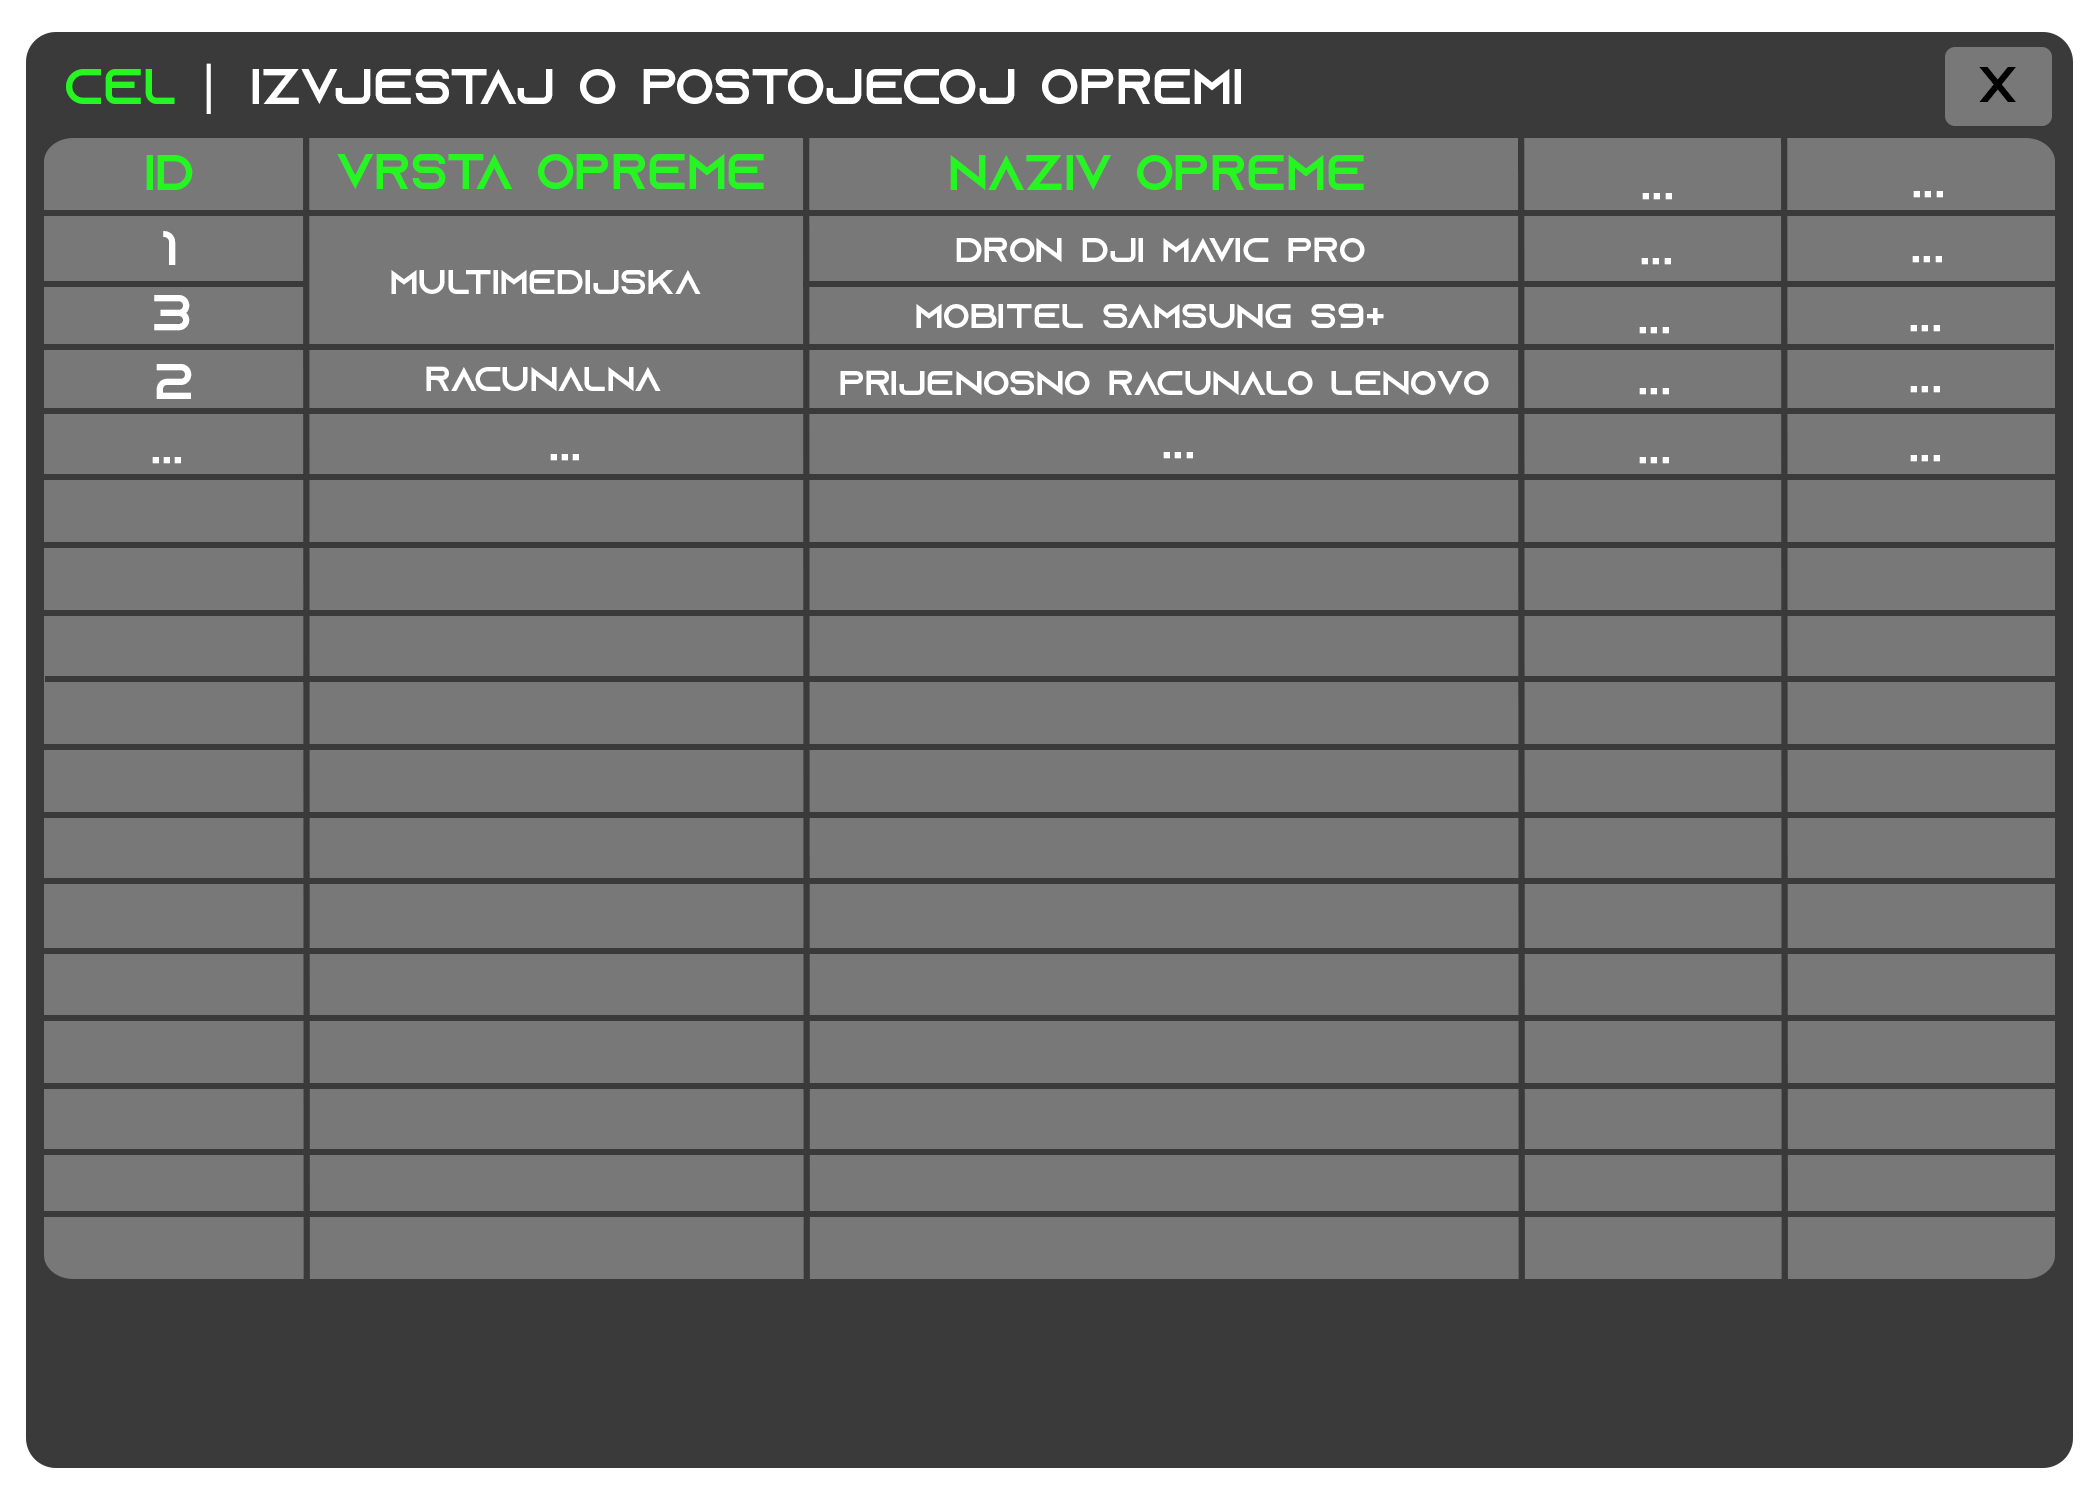 CEL | IZVJESTAJ O POSTOJECOJ OPREMI X
ID VRSTA OPREME NAZIV OPREME ... ...
1 MULTIMEDIJSKA DRON DJI MAVIC PRO ... ...
3 MOBITEL SAMSUNG S9+ ... ...
2 RACUNALNA PRIJENOSNO RACUNALO LENOVO ... ...
... ... ... ... ...